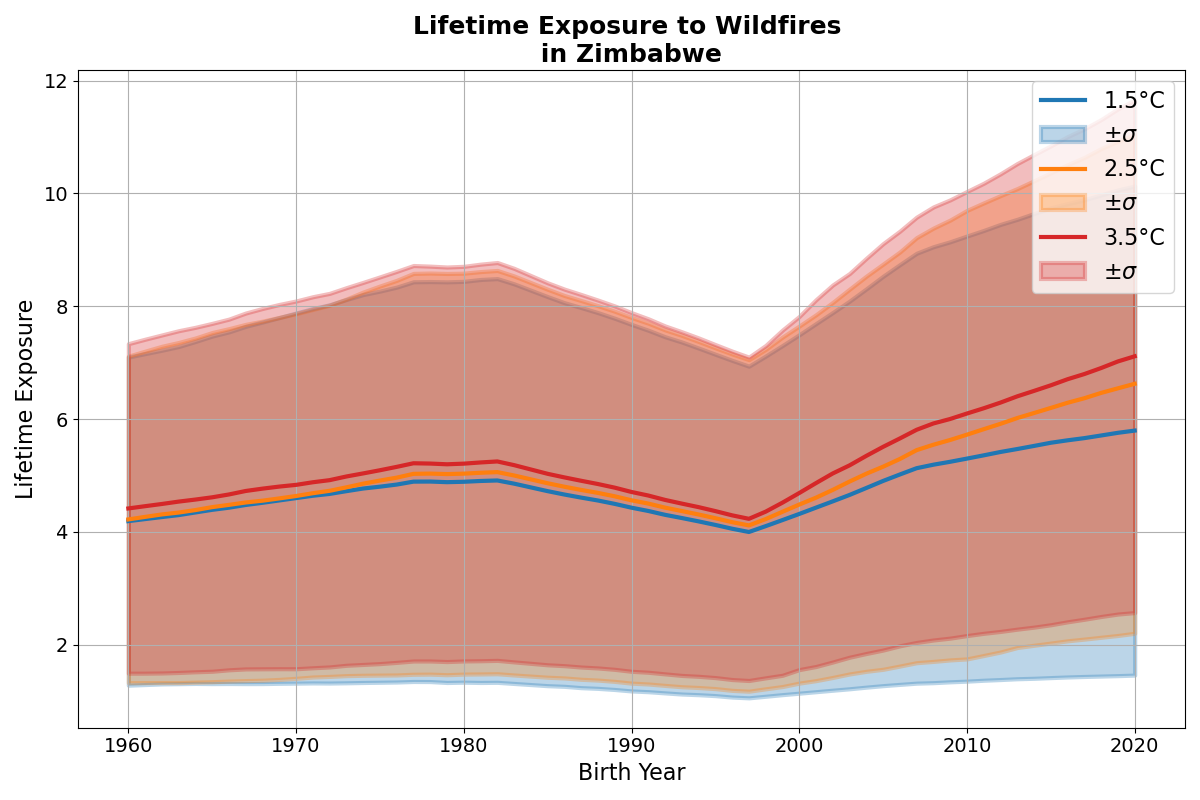 Lifetime Exposure to Wildfires
in Zimbabwe
Lifetime Exposure
12
10
8
6
4
2
1960
1970
1980
1990
2000
2010
2020
Birth Year
1.5°C
±σ
2.5°C
±σ
3.5°C
±σ